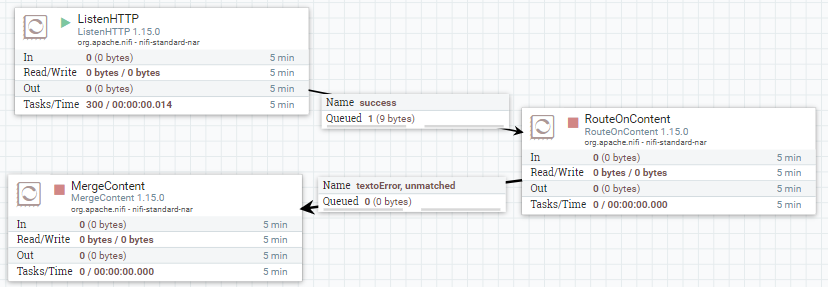 ListenHTTP
ListenHTTP 1.15.0
org.apache.nifi - nifi-standard-nar
In 0 (0 bytes) 5 min
Read/Write 0 bytes / 0 bytes 5 min
Out 0 (0 bytes) 5 min
Tasks/Time 300 / 00:00:00.014 5 min
Name success
Queued 1 (9 bytes)
RouteOnContent
RouteOnContent 1.15.0
org.apache.nifi - nifi-standard-nar
In 0 (0 bytes) 5 min
Read/Write 0 bytes / 0 bytes 5 min
Out 0 (0 bytes) 5 min
Tasks/Time 0 / 00:00:00.000 5 min
Name textoError, unmatched
Queued 0 (0 bytes)
MergeContent
MergeContent 1.15.0
org.apache.nifi - nifi-standard-nar
In 0 (0 bytes) 5 min
Read/Write 0 bytes / 0 bytes 5 min
Out 0 (0 bytes) 5 min
Tasks/Time 0 / 00:00:00.000 5 min